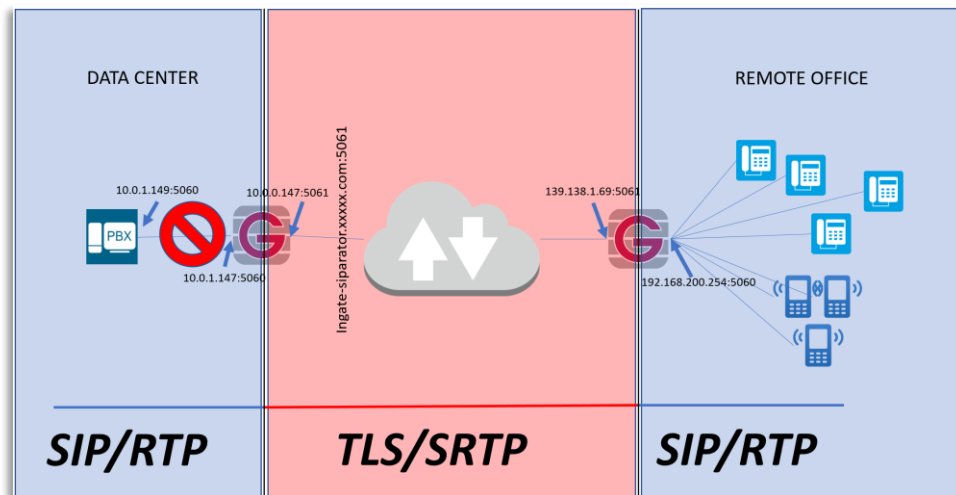 DATA CENTER
REMOTE OFFICE
Ingate-siparator.xxxxx.com:5061
10.0.1.149:5060
10.0.0.147:5061
139.138.1.69:5061
PBX
G
G
10.0.1.147:5060
192.168.200.254:5060
SIP/RTP
TLS/SRTP
SIP/RTP